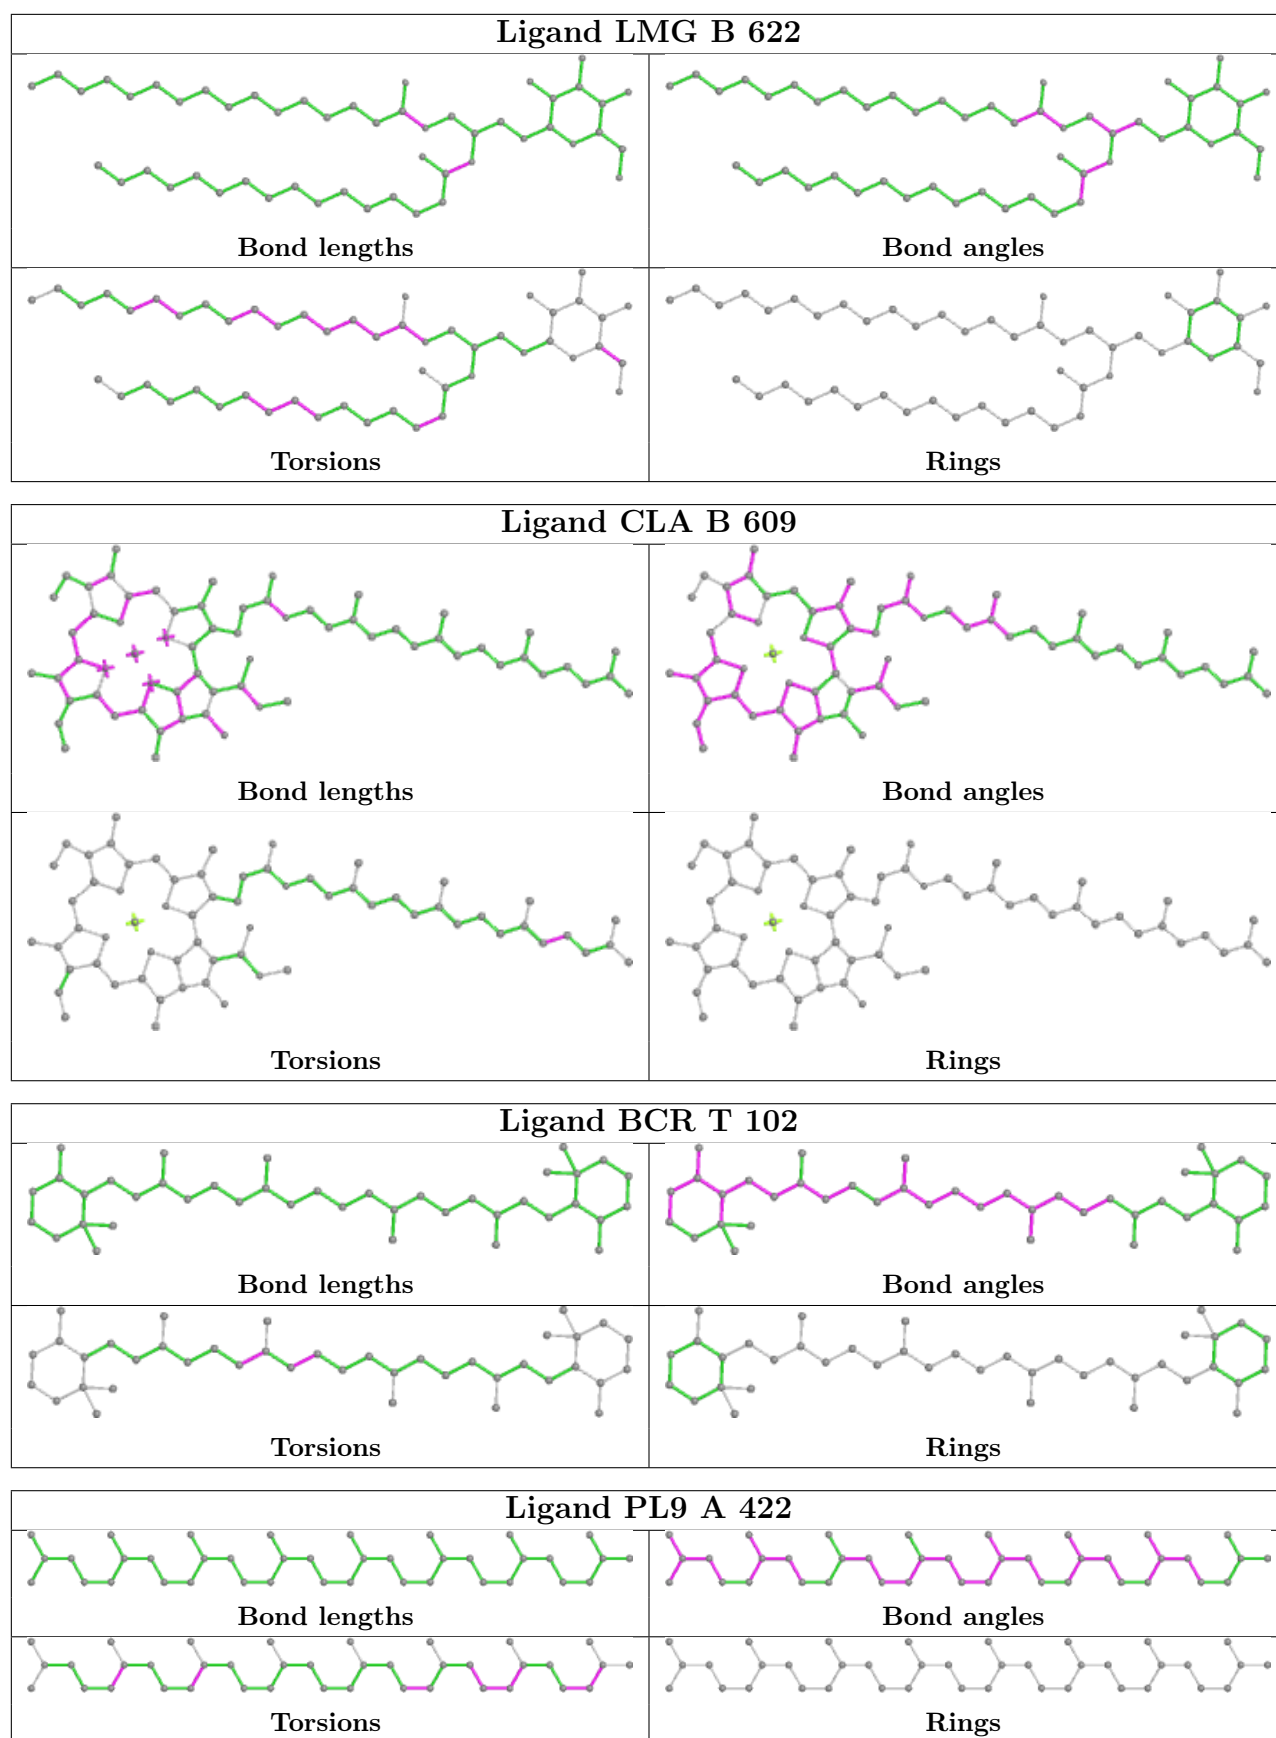 Ligand LMG B 622
Bond lengths
Bond angles
Torsions
Rings
Ligand CLA B 609
Bond lengths
Bond angles
Torsions
Rings
Ligand BCR T 102
Bond lengths
Bond angles
Torsions
Rings
Ligand PL9 A 422
Bond lengths
Bond angles
Torsions
Rings